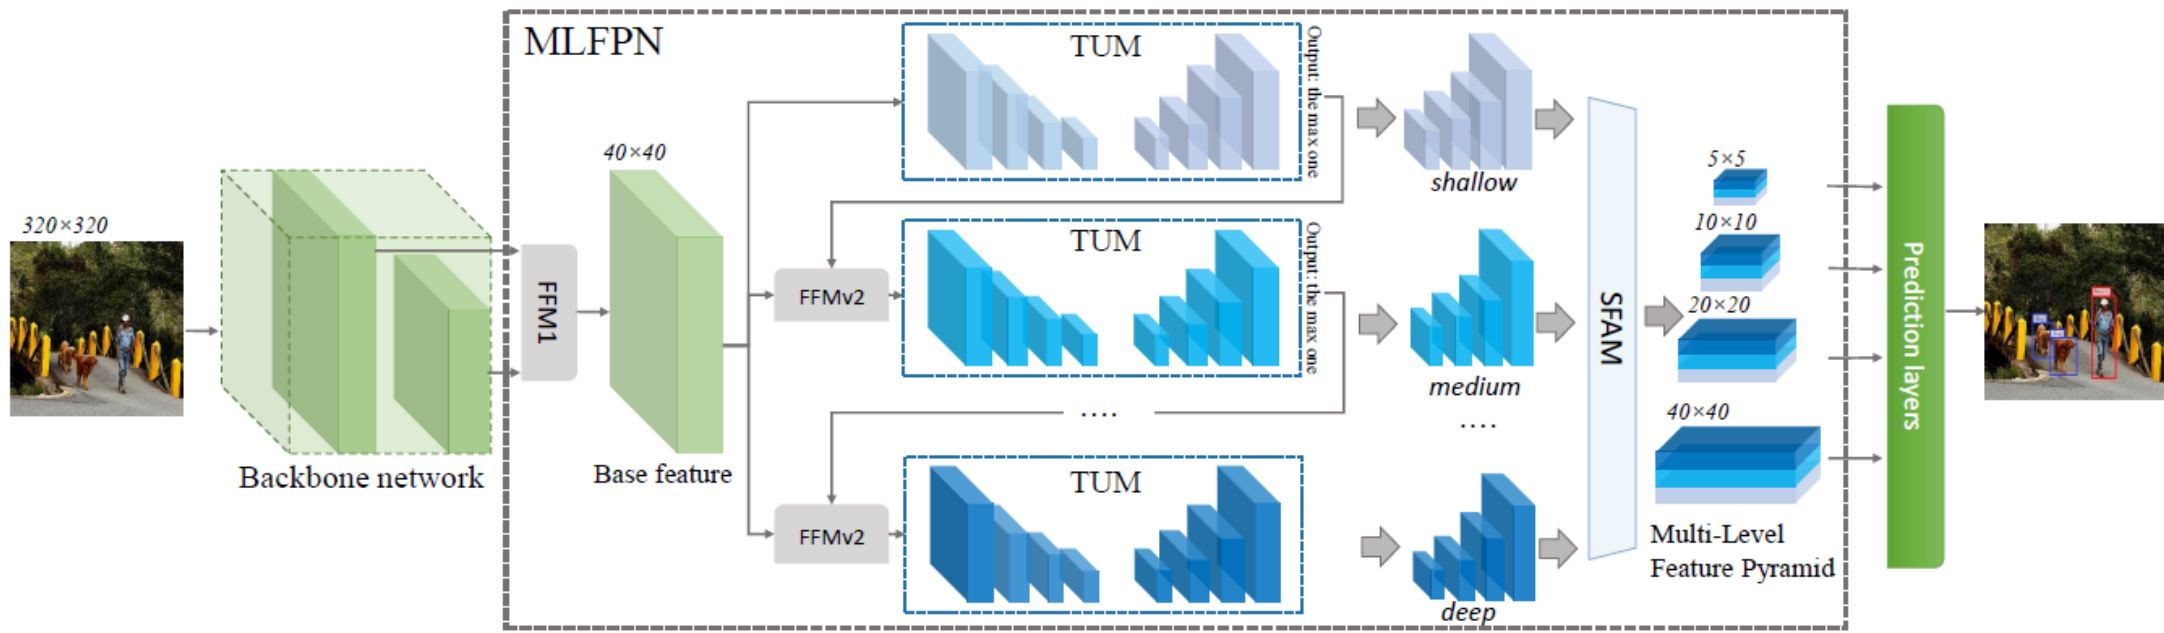 MLFPN
320×320
Backbone network
FFM1
40×40
Base feature
TUM
Output: the max one
shallow
FFMv2
TUM
Output: the max one
medium
....
....
FFMv2
TUM
deep
SFAM
5×5
10×10
20×20
40×40
Multi-Level
Feature Pyramid
Prediction layers